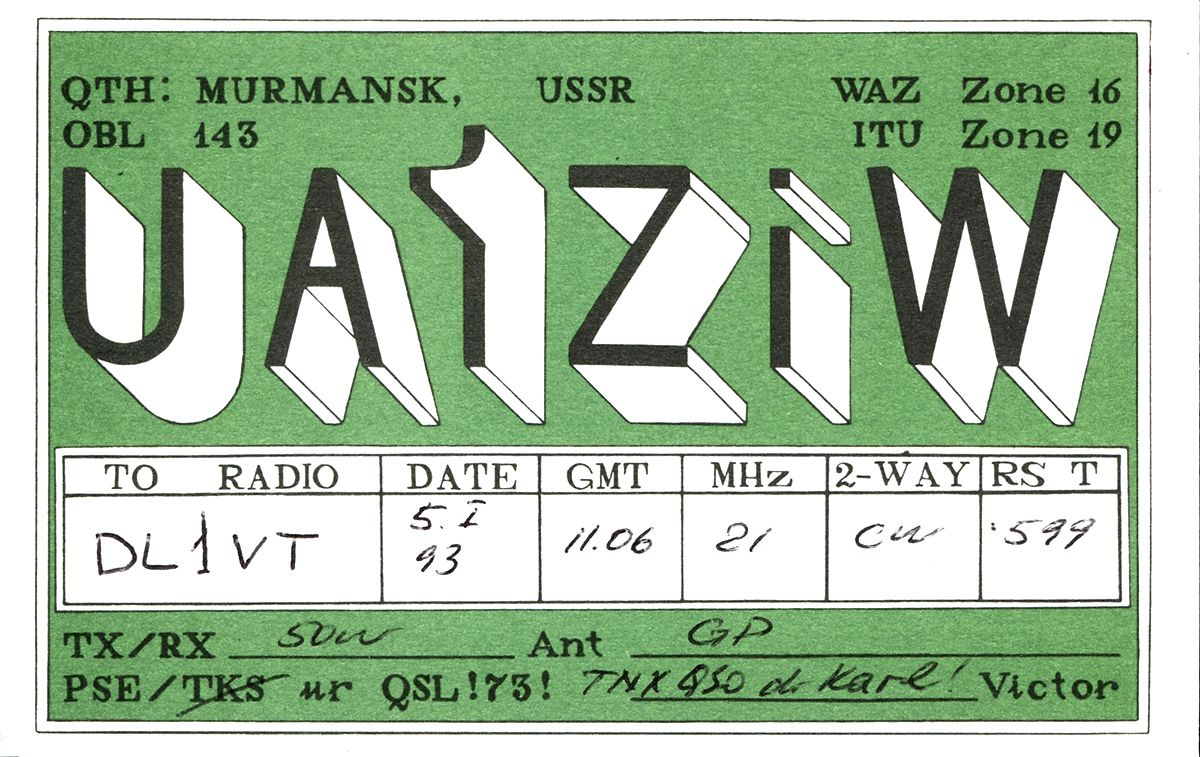 QTH: MURMANSK, USSR WAZ Zone 16
OBL 143 ITU Zone 19
UA1ZiW
TO RADIO DATE GMT MHz 2-WAY RS T
DL1VT 5.I 93 11.06 21 CW 599
TX/RX 50w Ant GP
PSE/TKS ur QSL!73! TNX QSO dr Karl! Victor